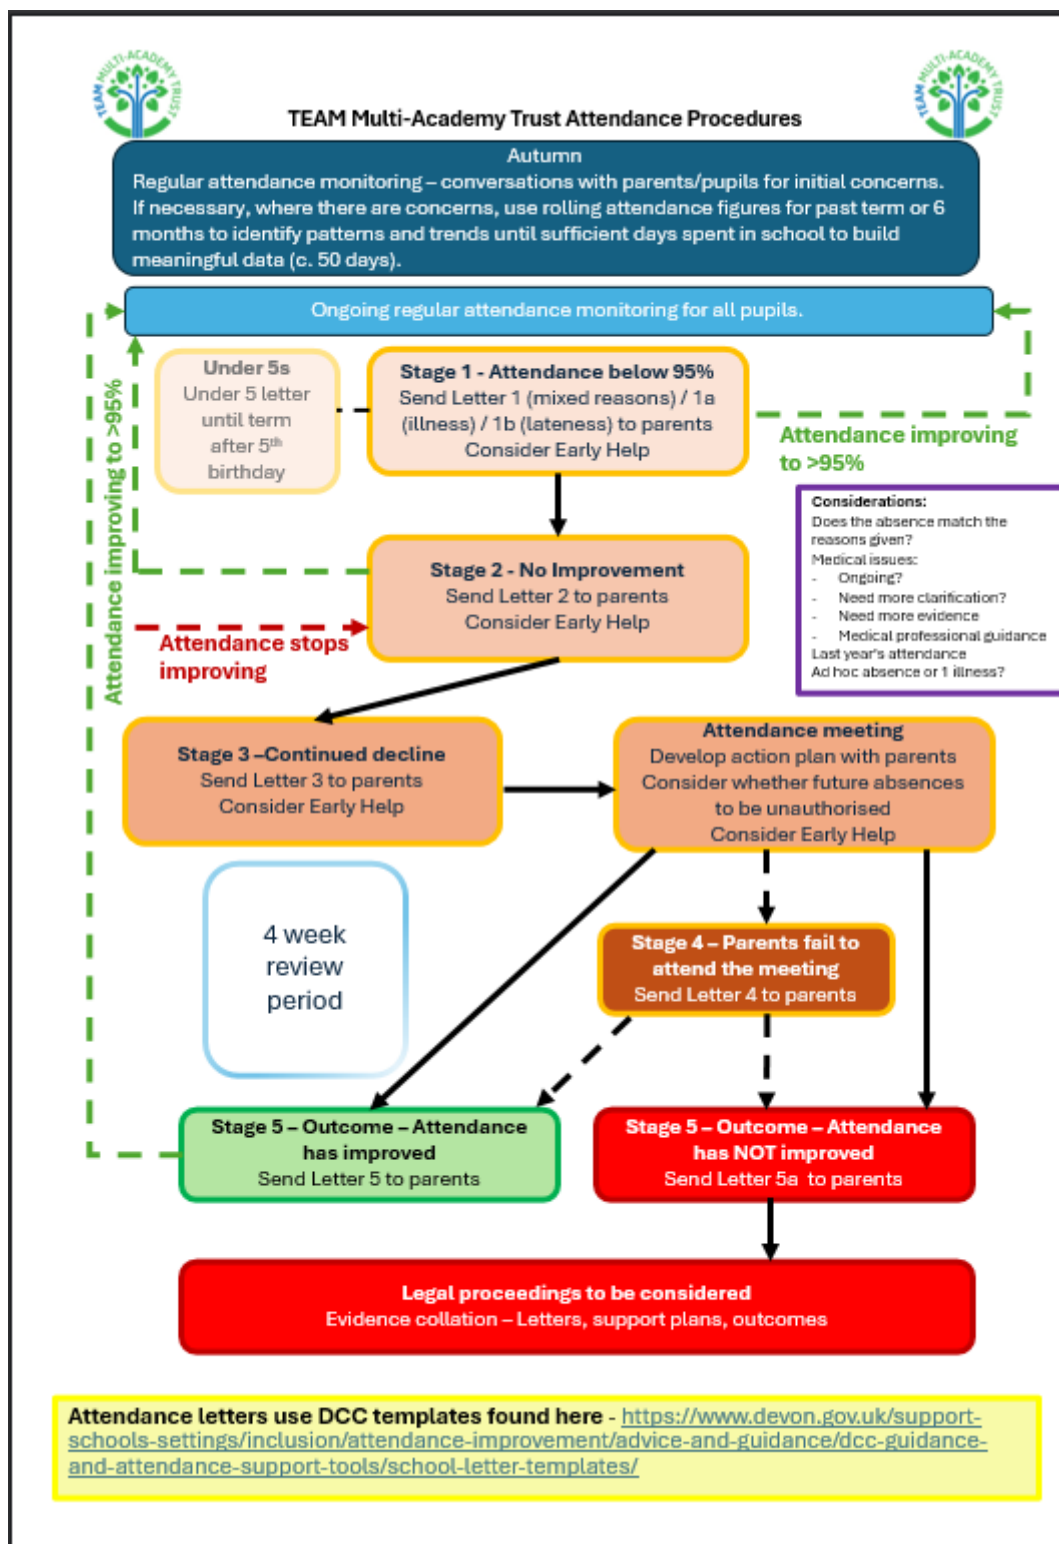 TEAM MULTI-ACADEMY TRUST
TEAM MULTI-ACADEMY TRUST
TEAM Multi-Academy Trust Attendance Procedures
Autumn
Regular attendance monitoring – conversations with parents/pupils for initial concerns.
If necessary, where there are concerns, use rolling attendance figures for past term or 6
months to identify patterns and trends until sufficient days spent in school to build
meaningful data (c. 50 days).
Ongoing regular attendance monitoring for all pupils.
Under 5s
Under 5 letter
until term
after 5th
birthday
Stage 1 - Attendance below 95%
Send Letter 1 (mixed reasons) / 1a
(illness) / 1b (lateness) to parents
Consider Early Help
Attendance improving
to >95%
Attendance improving to >95%
Considerations:
Does the absence match the
reasons given?
Medical issues:
- Ongoing?
- Need more clarification?
- Need more evidence
- Medical professional guidance
Last year's attendance
Ad hoc absence or 1 illness?
Stage 2 - No Improvement
Send Letter 2 to parents
Consider Early Help
Attendance stops
improving
Stage 3 –Continued decline
Send Letter 3 to parents
Consider Early Help
Attendance meeting
Develop action plan with parents
Consider whether future absences
to be unauthorised
Consider Early Help
4 week
review
period
Stage 4 – Parents fail to
attend the meeting
Send Letter 4 to parents
Stage 5 – Outcome – Attendance
has improved
Send Letter 5 to parents
Stage 5 – Outcome – Attendance
has NOT improved
Send Letter 5a to parents
Legal proceedings to be considered
Evidence collation – Letters, support plans, outcomes
Attendance letters use DCC templates found here - https://www.devon.gov.uk/support-
schools-settings/inclusion/attendance-improvement/advice-and-guidance/dcc-guidance-
and-attendance-support-tools/school-letter-templates/